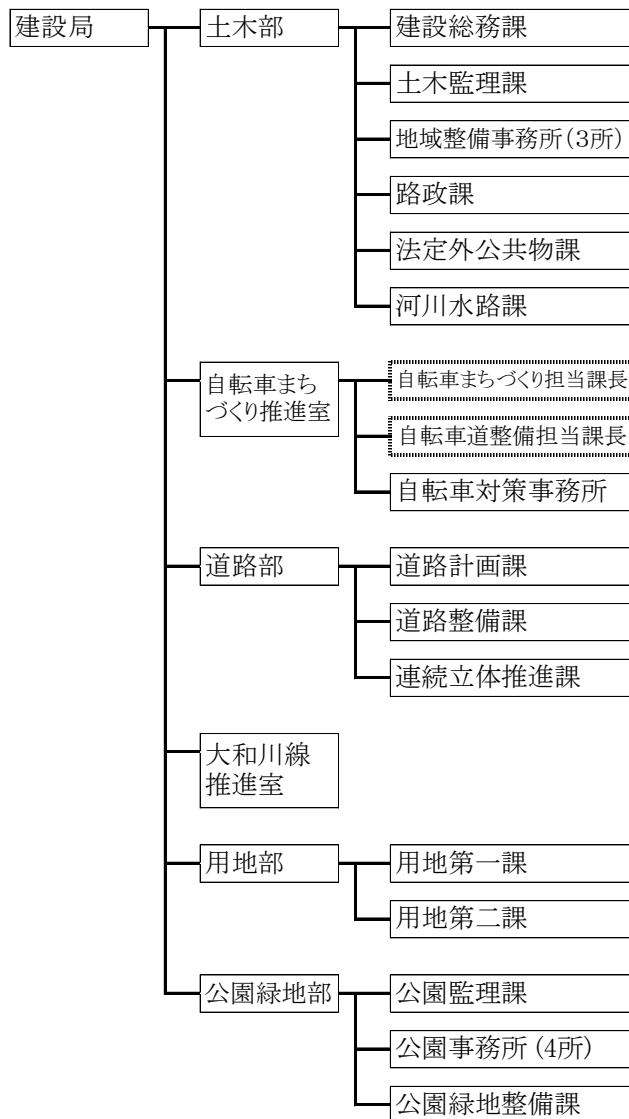 建設局
土木部
建設総務課
土木監理課
地域整備事務所(3所)
路政課
法定外公共物課
河川水路課
自転車まち
づくり推進室
自転車まちづくり担当課長
自転車道整備担当課長
自転車対策事務所
道路部
道路計画課
道路整備課
連続立体推進課
大和川線
推進室
用地部
用地第一課
用地第二課
公園緑地部
公園監理課
公園事務所(4所)
公園緑地整備課